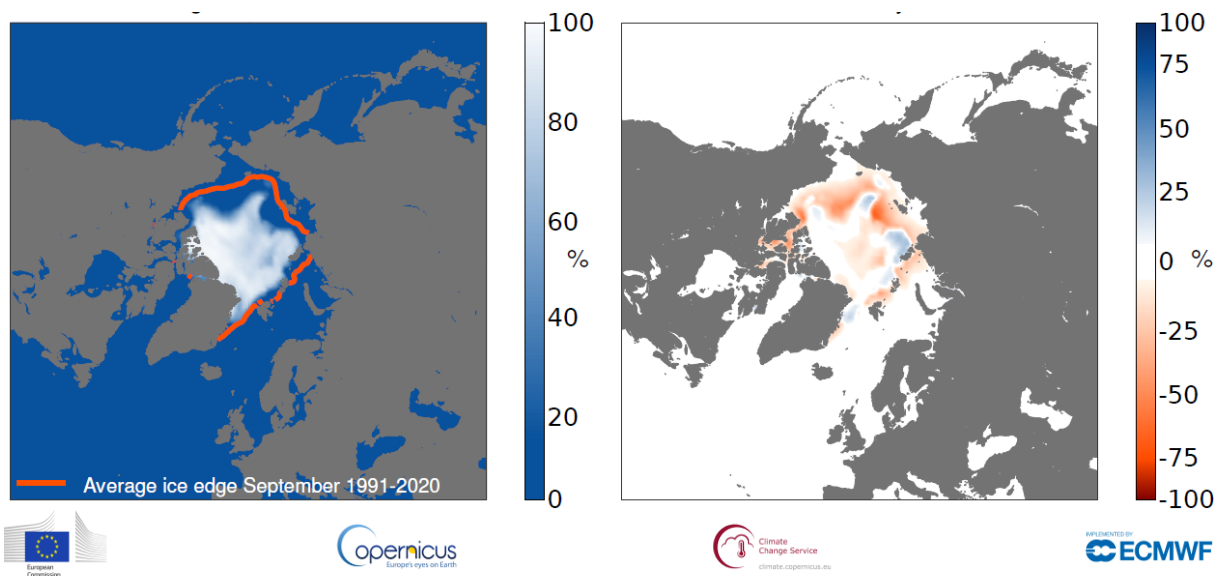 100
80
60
%
40
20
0
Average ice edge September 1991-2020
100
75
50
25
0
%
-25
-50
-75
-100
European
Commission
opernicus
Europe's eyes on Earth
Climate
Change Service
climate.copernicus.eu
IMPLEMENTED BY
ECMWF